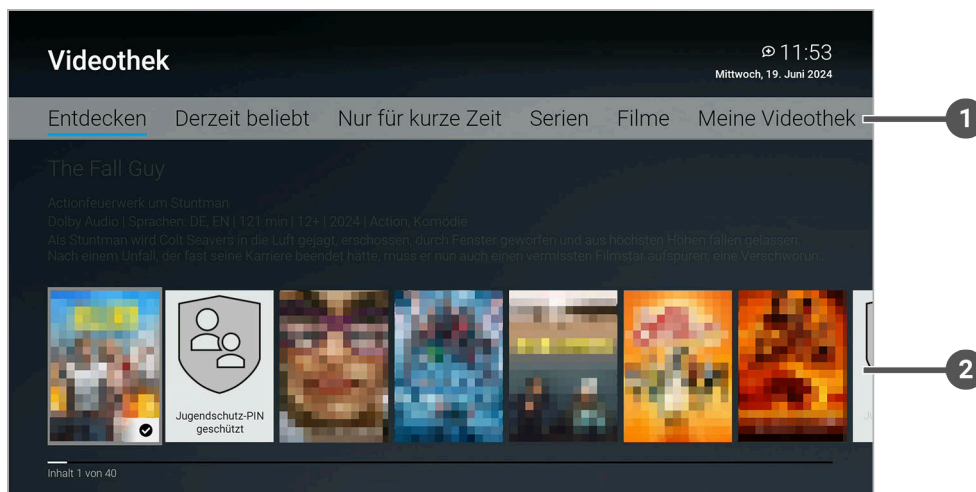 Videothek
11:53
Mittwoch, 19. Juni 2024
Entdecken Derzeit beliebt Nur für kurze Zeit Serien Filme Meine Videothek
1
The Fall Guy
Actionfeuerwerk um Stuntman
Dolby Audio | Sprachen: DE, EN | 121 min | 12+ | 2024 | Action, Komödie
Als Stuntman wird Colt Seavers in die Luft gejagt, erschossen, durch Fenster geworfen und aus höchsten Höhen fallen gelassen.
Nach einem Unfall, der fast seine Karriere beendet hätte, muss er nun auch einen vermissten Filmstar aufspüren, eine Verschwörun...
Jugendschutz-PIN
geschützt
2
Inhalt 1 von 40